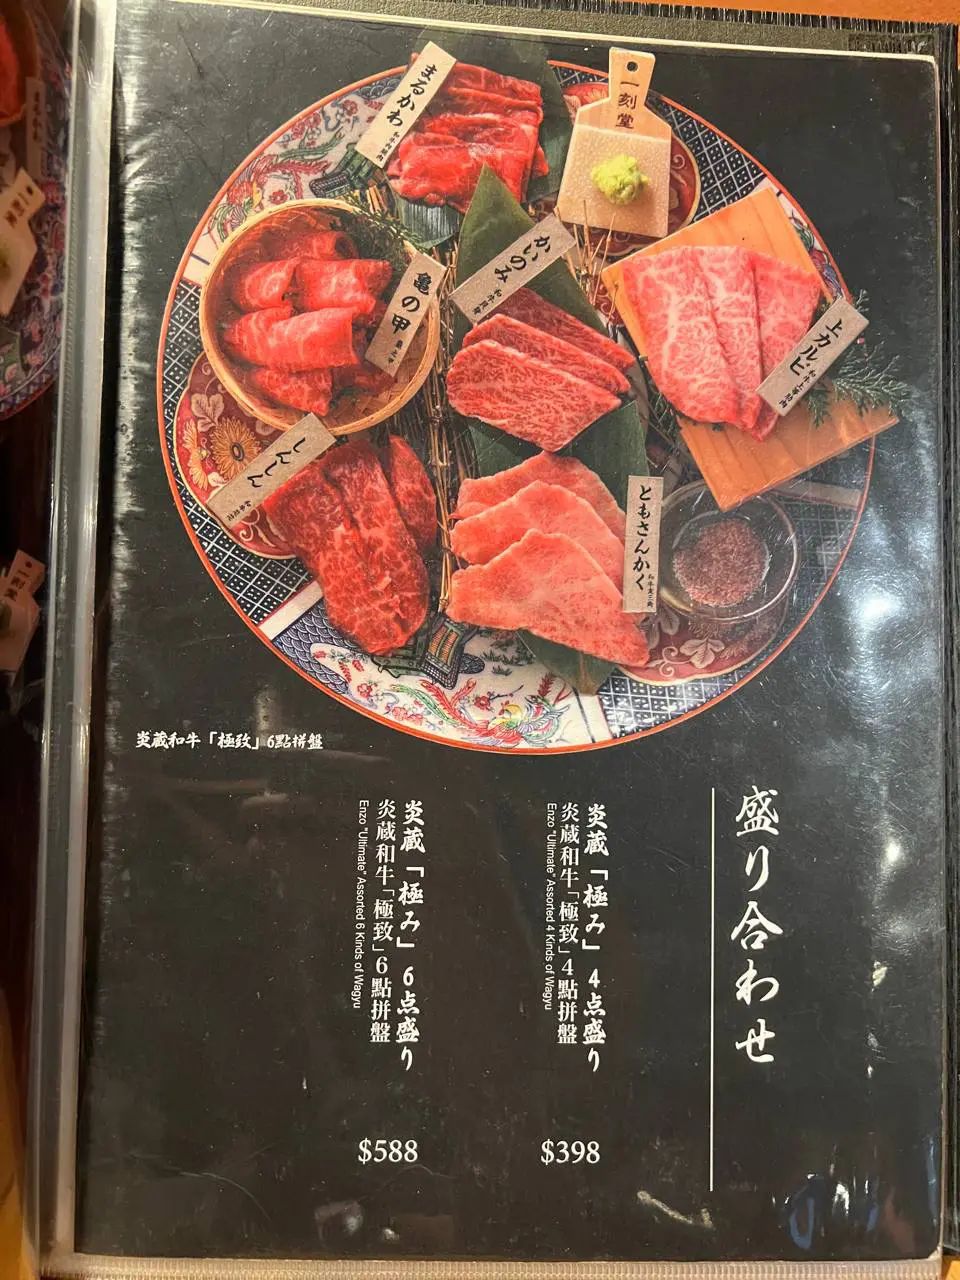 まるかわ
一刻堂
かいのみ
亀の甲
上カルビ
しんしん
ともさんかく
炎蔵和牛「極致」6點拼盤
盛り合わせ
炎蔵「極み」4点盛り
炎蔵和牛「極致」4點拼盤
Enzo "Ultimate" Assorted 4 Kinds of Wagyu
$398
炎蔵「極み」6点盛り
炎蔵和牛「極致」6點拼盤
Enzo "Ultimate" Assorted 6 Kinds of Wagyu
$588